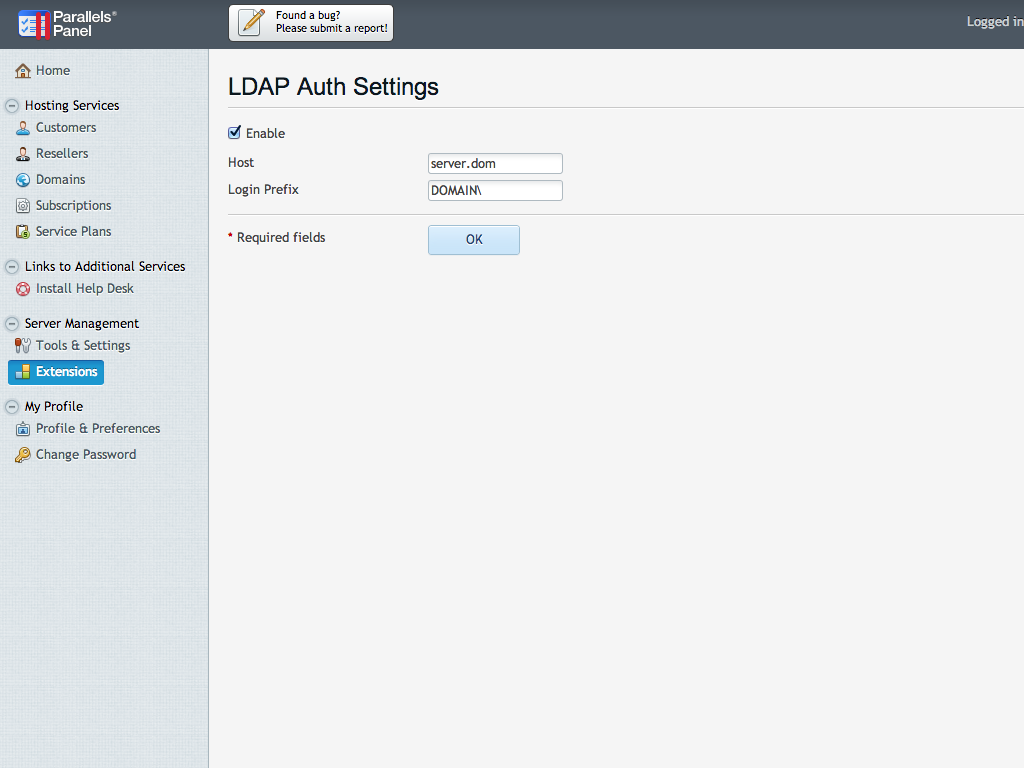 Parallels®
Panel
Found a bug?
Please submit a report!
Logged in
Home
Hosting Services
Customers
Resellers
Domains
Subscriptions
Service Plans
Links to Additional Services
Install Help Desk
Server Management
Tools & Settings
Extensions
My Profile
Profile & Preferences
Change Password
LDAP Auth Settings
Enable
Host server.dom
Login Prefix DOMAIN\
* Required fields OK